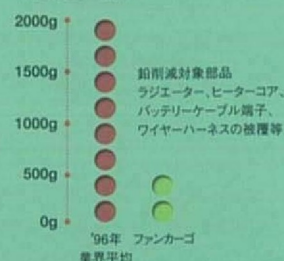 2000g
1500g
1000g
500g
0g
鉛削減対象部品
ラジエーター、ヒーターコア、
バッテリーケーブル端子、
ワイヤーハーネスの被覆等
'96年 ファンカーゴ
業界平均